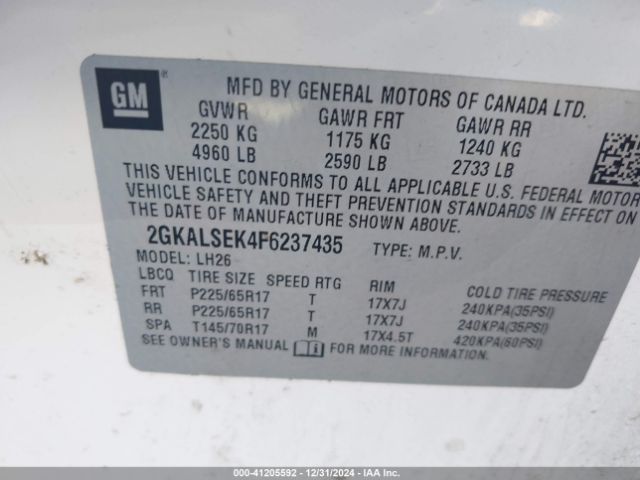 GM ®
MFD BY GENERAL MOTORS OF CANADA LTD.
GVWR GAWR FRT GAWR RR
2250 KG 1175 KG 1240 KG
4960 LB 2590 LB 2733 LB
THIS VEHICLE CONFORMS TO ALL APPLICABLE U.S. FEDERAL MOTOR
VEHICLE SAFETY AND THEFT PREVENTION STANDARDS IN EFFECT ON
THE DATE OF MANUFACTURE SHOWN ABOVE.
2GKALSEK4F6237435 TYPE: M.P.V.
MODEL: LH26
LBCQ TIRE SIZE SPEED RTG RIM COLD TIRE PRESSURE
FRT P225/65R17 T 17X7J 240KPA(35PSI)
RR P225/65R17 T 17X7J 240KPA(35PSI)
SPA T145/70R17 M 17X4.5T 420KPA(60PSI)
SEE OWNER'S MANUAL FOR MORE INFORMATION.
000-41205592 - 12/31/2024 - IAA Inc.